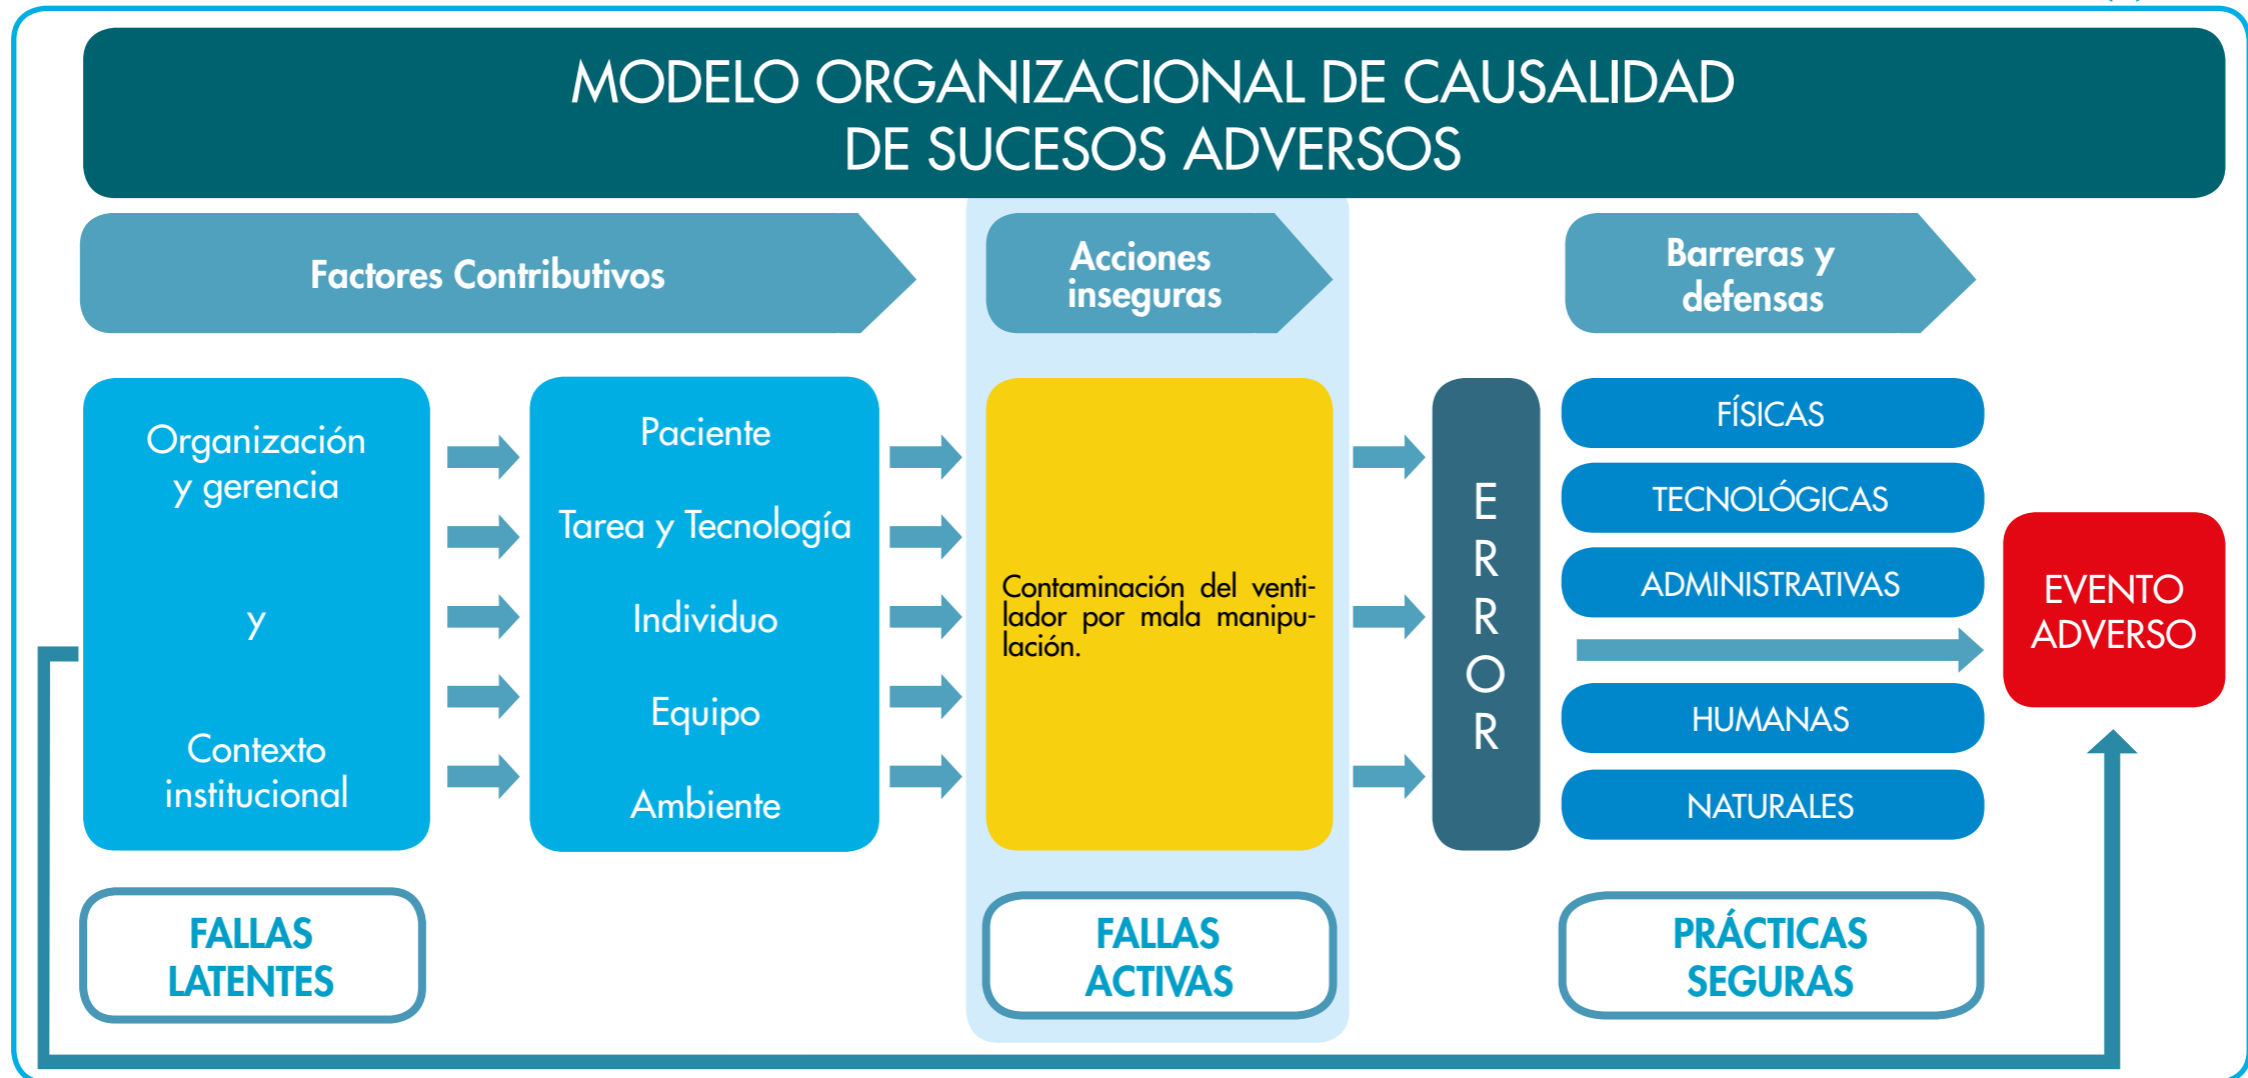 MODELO ORGANIZACIONAL DE CAUSALIDAD
DE SUCESOS ADVERSOS
Factores Contributivos
Acciones
inseguras
Barreras y
defensas
Organización
y gerencia
y
Contexto
institucional
Paciente
Tarea y Tecnología
Individuo
Equipo
Ambiente
Contaminación del venti-
lador por mala manipu-
lación.
E
R
R
O
R
FÍSICAS
TECNOLÓGICAS
ADMINISTRATIVAS
HUMANAS
NATURALES
EVENTO
ADVERSO
FALLAS
LATENTES
FALLAS
ACTIVAS
PRÁCTICAS
SEGURAS